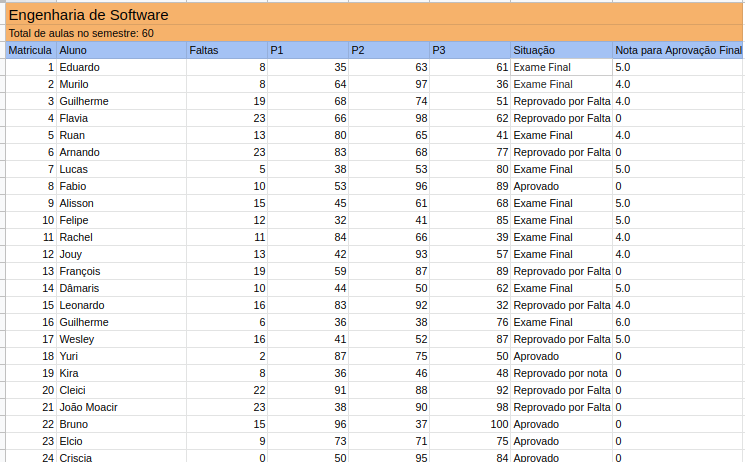 Engenharia de Software
Total de aulas no semestre: 60
Matricula Aluno Faltas P1 P2 P3 Situação Nota para Aprovação Final
1 Eduardo 8 35 63 61 Exame Final 5.0
2 Murilo 8 64 97 36 Exame Final 4.0
3 Guilherme 19 68 74 51 Reprovado por Falta 4.0
4 Flavia 23 66 98 62 Reprovado por Falta 0
5 Ruan 13 80 65 41 Exame Final 4.0
6 Arnando 23 83 68 77 Reprovado por Falta 0
7 Lucas 5 38 53 80 Exame Final 5.0
8 Fabio 10 53 96 89 Aprovado 0
9 Alisson 15 45 61 68 Exame Final 5.0
10 Felipe 12 32 41 85 Exame Final 5.0
11 Rachel 11 84 66 39 Exame Final 4.0
12 Jouy 13 42 93 57 Exame Final 4.0
13 François 19 59 87 89 Reprovado por Falta 0
14 Dâmaris 10 44 50 62 Exame Final 5.0
15 Leonardo 16 83 92 32 Reprovado por Falta 4.0
16 Guilherme 6 36 38 76 Exame Final 6.0
17 Wesley 16 41 52 87 Reprovado por Falta 5.0
18 Yuri 2 87 75 50 Aprovado 0
19 Kira 8 36 46 48 Reprovado por nota 0
20 Cleici 22 91 88 92 Reprovado por Falta 0
21 João Moacir 23 38 90 98 Reprovado por Falta 0
22 Bruno 15 96 37 100 Aprovado 0
23 Elcio 9 73 71 75 Aprovado 0
24 Criscia 0 50 95 84 Aprovado 0